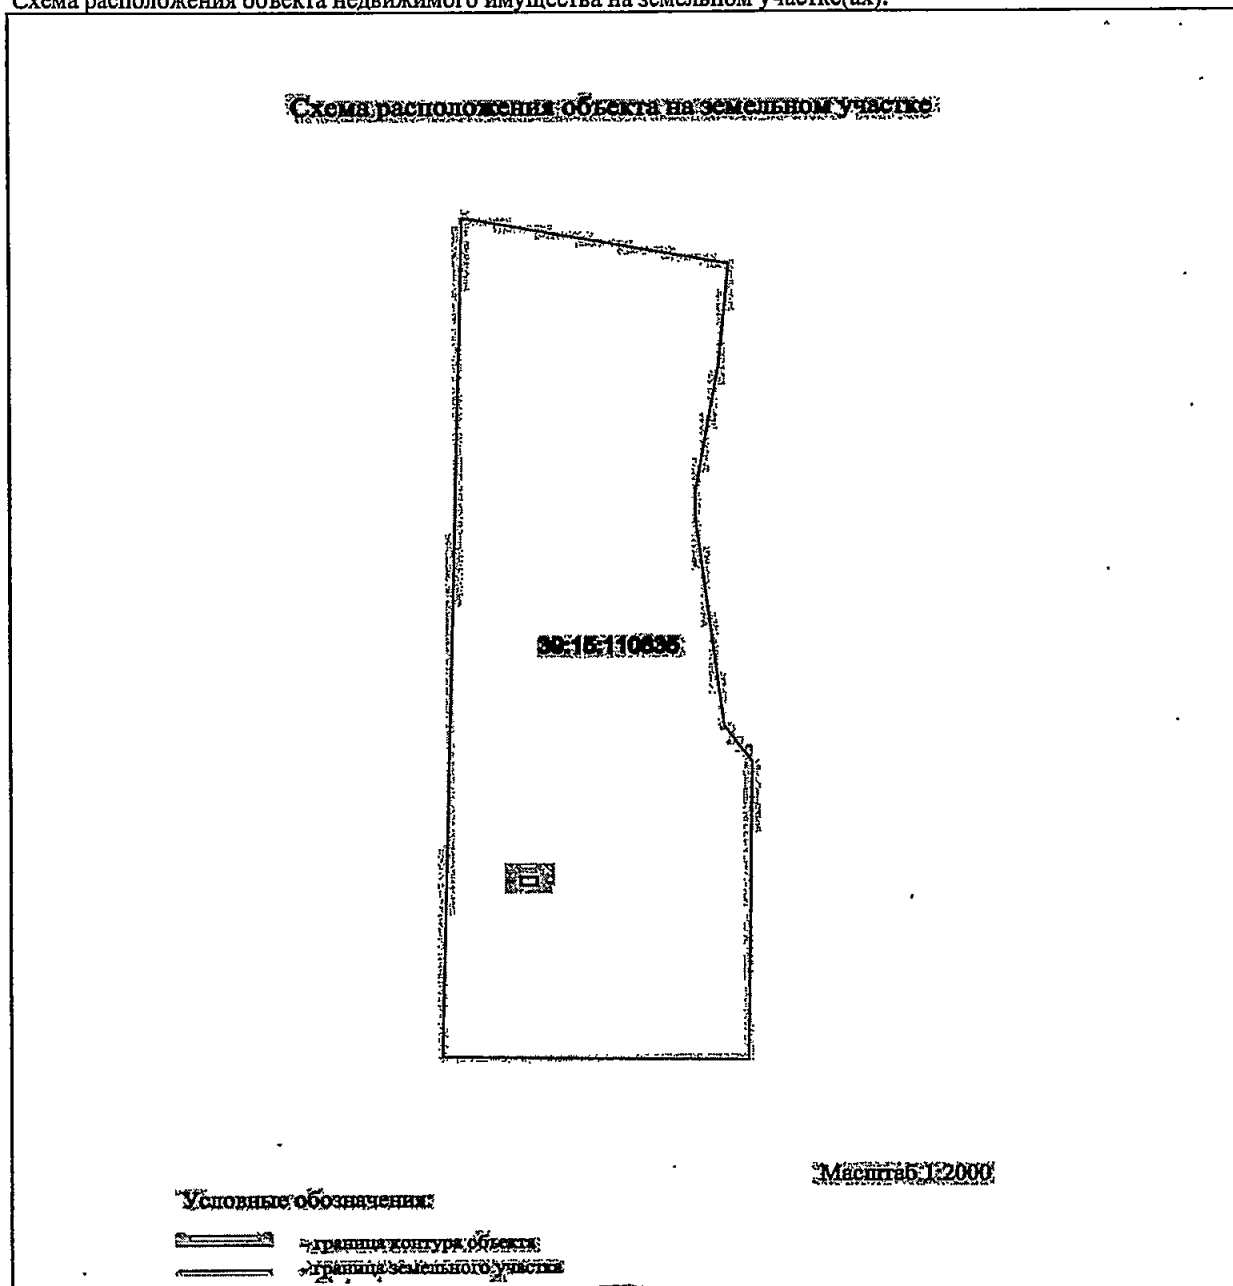 Схема расположения объекта недвижимого имущества на земельном участке(ах):
Схема расположения объекта на земельном участке
39:15:110835
Масштаб 1:2000
Условные обозначения:
- граница контура объекта
- граница земельного участка